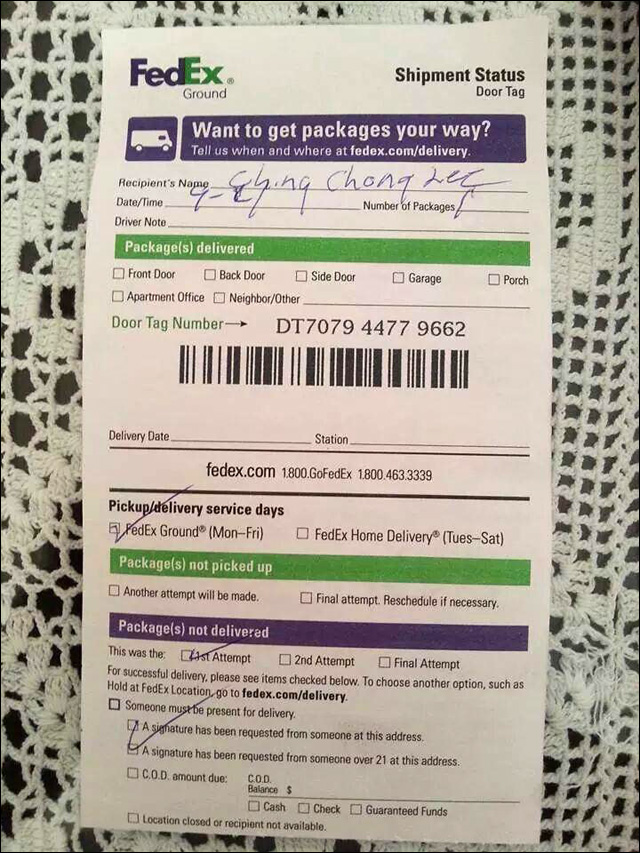 FedEx®
Ground
Shipment Status
Door Tag
Want to get packages your way?
Tell us when and where at fedex.com/delivery.
Recipient's Name Ching Chong Lee
Date/Time
Number of Packages 1
Driver Note
Package(s) delivered
Front Door Back Door Side Door Garage Porch
Apartment Office Neighbor/Other
Door Tag Number→ DT7079 4477 9662
Delivery Date Station
fedex.com 1.800.GoFedEx 1.800.463.3339
Pickup/delivery service days
FedEx Ground® (Mon–Fri) FedEx Home Delivery® (Tues–Sat)
Package(s) not picked up
Another attempt will be made. Final attempt. Reschedule if necessary.
Package(s) not delivered
This was the: 1st Attempt 2nd Attempt Final Attempt
For successful delivery, please see items checked below. To choose another option, such as
Hold at FedEx Location, go to fedex.com/delivery.
Someone must be present for delivery.
A signature has been requested from someone at this address.
A signature has been requested from someone over 21 at this address.
C.O.D. amount due: C.O.D.
Balance $
Cash Check Guaranteed Funds
Location closed or recipient not available.